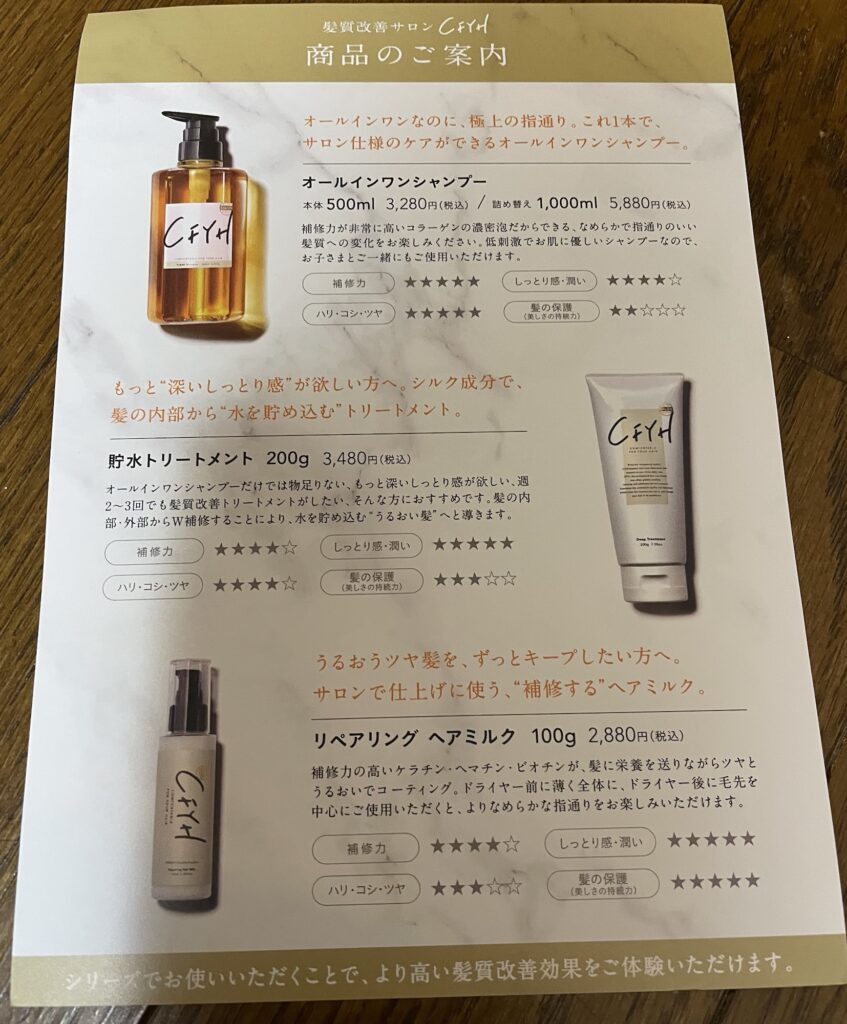 髪質改善サロン CFYH
商品のご案内
オールインワンなのに、極上の指通り。これ1本で、
サロン仕様のケアができるオールインワンシャンプー。
オールインワンシャンプー
本体 500ml 3,280円(税込) / 詰め替え 1,000ml 5,880円(税込)
補修力が非常に高いコラーゲンの濃密泡だからできる、なめらかで指通りのいい
髪質への変化をお楽しみください。低刺激でお肌に優しいシャンプーなので、
お子さまとご一緒にもご使用いただけます。
補修力 ★★★★★ しっとり感・潤い ★★★★☆
ハリ・コシ・ツヤ ★★★★★ 髪の保護 ★★☆☆☆
(美しさの持続力)
CFYH
もっと“深いしっとり感”が欲しい方へ。シルク成分で、
髪の内部から“水を貯め込む”トリートメント。
貯水トリートメント 200g 3,480円(税込)
オールインワンシャンプーだけでは物足りない、もっと深いしっとり感が欲しい、週
2〜3回でも髪質改善トリートメントがしたい、そんな方におすすめです。髪の内
部・外部からW補修することにより、水を貯め込む“うるおい髪”へと導きます。
補修力 ★★★★☆ しっとり感・潤い ★★★★★
ハリ・コシ・ツヤ ★★★★☆ 髪の保護 ★★★☆☆
(美しさの持続力)
CFYH
COMFORTABLE
FOR YOUR HAIR
Deep Treatment
うるおうツヤ髪を、ずっとキープしたい方へ。
サロンで仕上げに使う、“補修する”ヘアミルク。
リペアリング ヘアミルク 100g 2,880円(税込)
補修力の高いケラチン・ヘマチン・ビオチンが、髪に栄養を送りながらツヤと
うるおいでコーティング。ドライヤー前に薄く全体に、ドライヤー後に毛先を
中心にご使用いただくと、よりなめらかな指通りをお楽しみいただけます。
補修力 ★★★★☆ しっとり感・潤い ★★★★★
ハリ・コシ・ツヤ ★★★☆☆ 髪の保護 ★★★★★
(美しさの持続力)
CFYH
COMFORTABLE
FOR YOUR HAIR
シリーズでお使いいただくことで、より高い髪質改善効果をご体験いただけます。